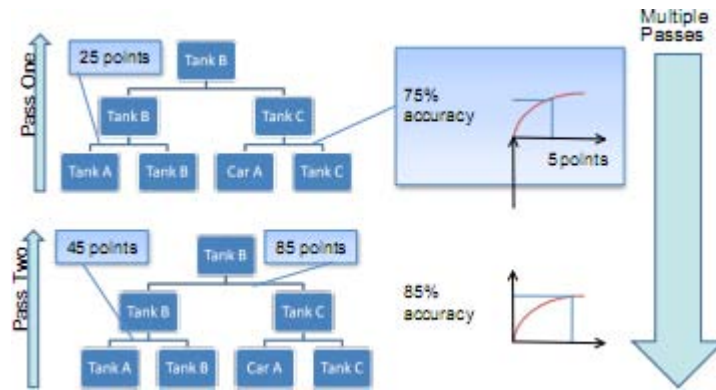 Multiple
Passes
Pass One
25 points
Tank B
Tank B
Tank C
Tank A
Tank B
Car A
Tank C
75%
accuracy
5 points
Pass Two
45 points
85 points
Tank B
Tank B
Tank C
Tank A
Tank B
Car A
Tank C
85%
accuracy